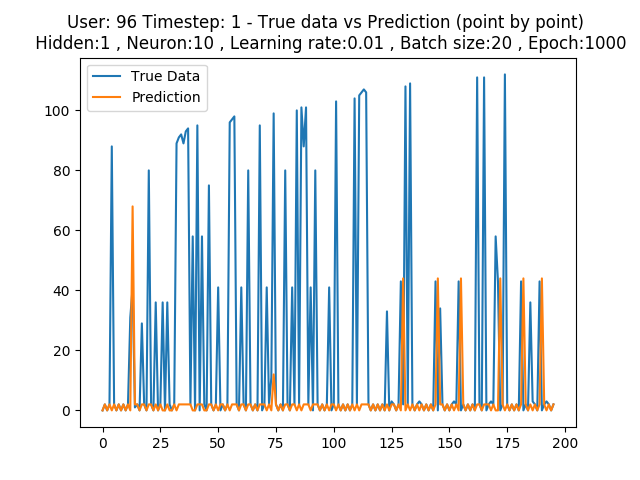 User: 96 Timestep: 1 - True data vs Prediction (point by point)
Hidden:1 , Neuron:10 , Learning rate:0.01 , Batch size:20 , Epoch:1000
True Data
Prediction
100
80
60
40
20
0
0 25 50 75 100 125 150 175 200